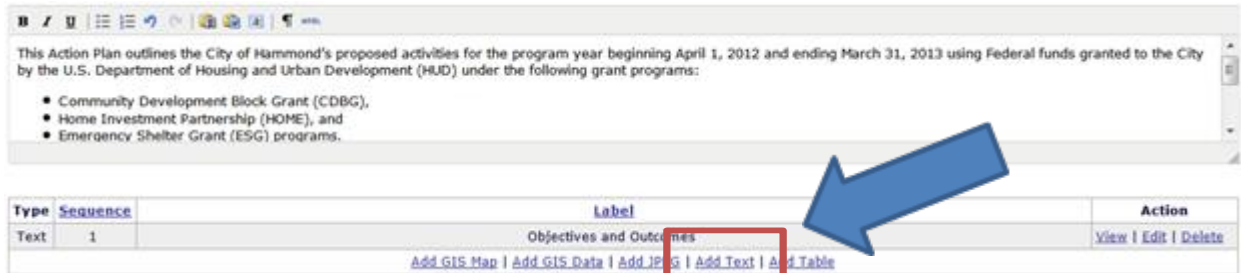 B I U
This Action Plan outlines the City of Hammond's proposed activities for the program year beginning April 1, 2012 and ending March 31, 2013 using Federal funds granted to the City
by the U.S. Department of Housing and Urban Development (HUD) under the following grant programs:
• Community Development Block Grant (CDBG),
• Home Investment Partnership (HOME), and
• Emergency Shelter Grant (ESG) programs.
Type Sequence Label Action
Text 1 Objectives and Outcomes View | Edit | Delete
Add GIS Map | Add GIS Data | Add JPEG | Add Text | Add Table